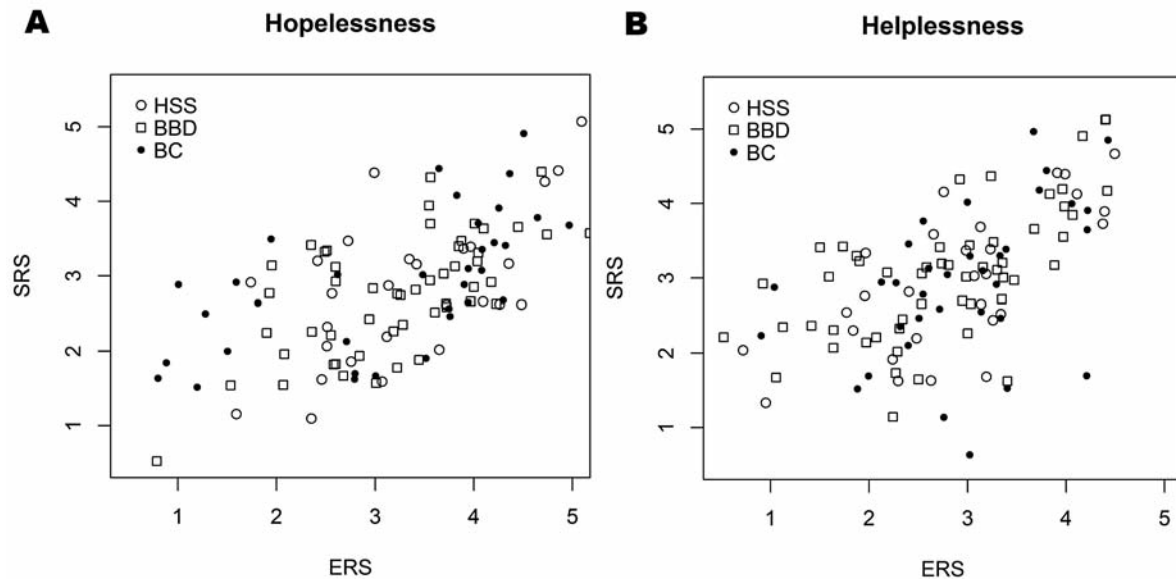 A
Hopelessness
HSS
BBD
BC
SRS
5
4
3
2
1
1 2 3 4 5
ERS
B
Helplessness
HSS
BBD
BC
SRS
5
4
3
2
1
1 2 3 4 5
ERS